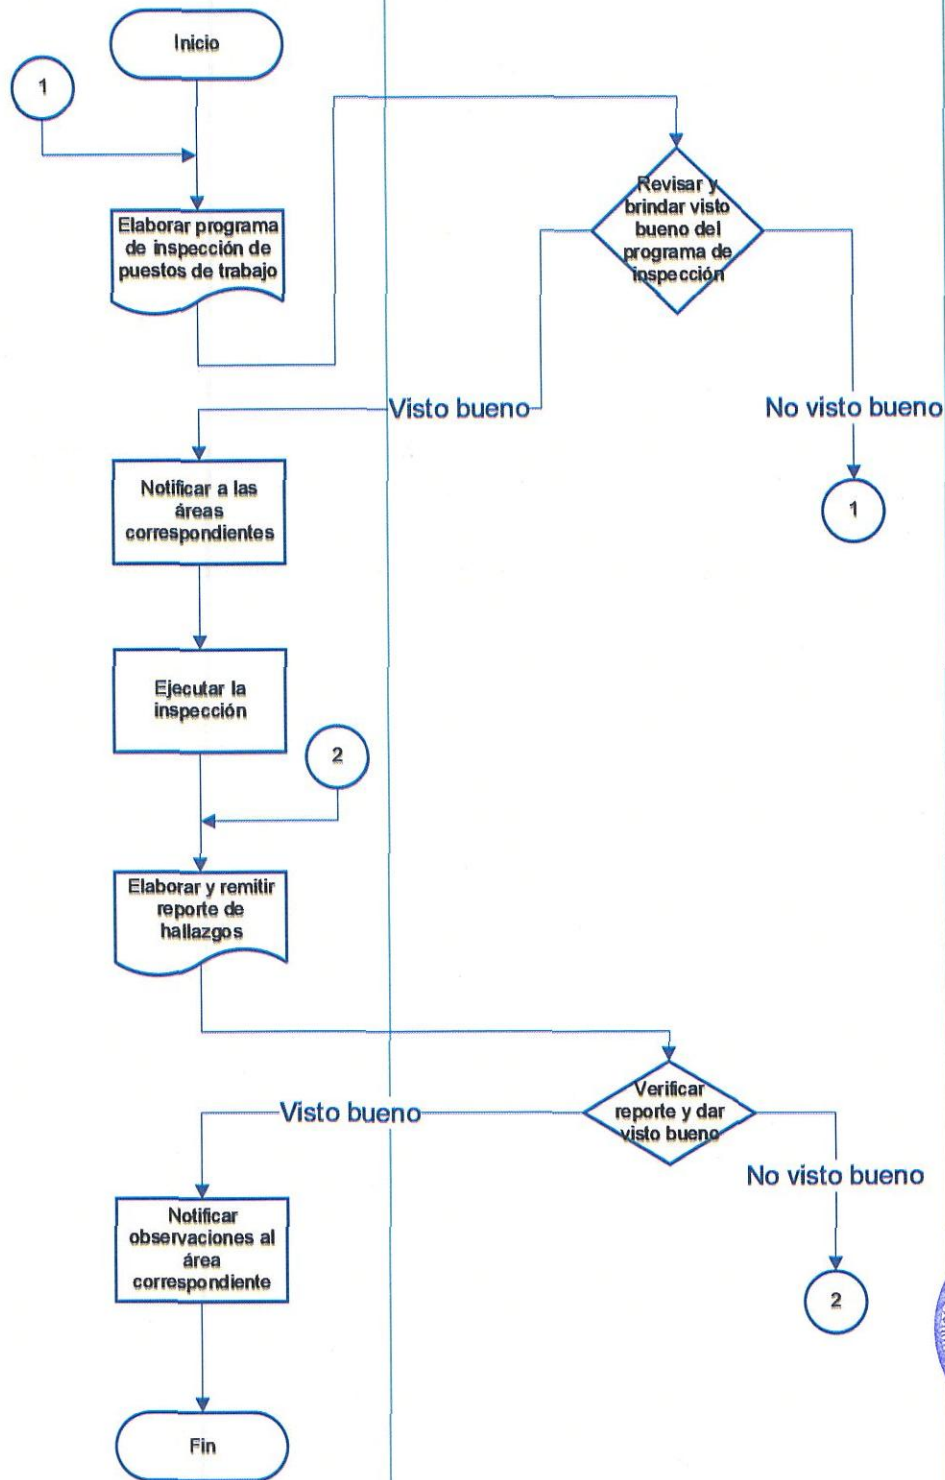 Inicio
1
Elaborar programa
de inspección de
puestos de trabajo
Revisar y
brindar visto
bueno del
programa de
inspección
Visto bueno
No visto bueno
1
Notificar a las
áreas
correspondientes
Ejecutar la
inspección
2
Elaborar y remitir
reporte de
hallazgos
Verificar
reporte y dar
visto bueno
Visto bueno
No visto bueno
2
Notificar
observaciones al
área
correspondiente
Fin